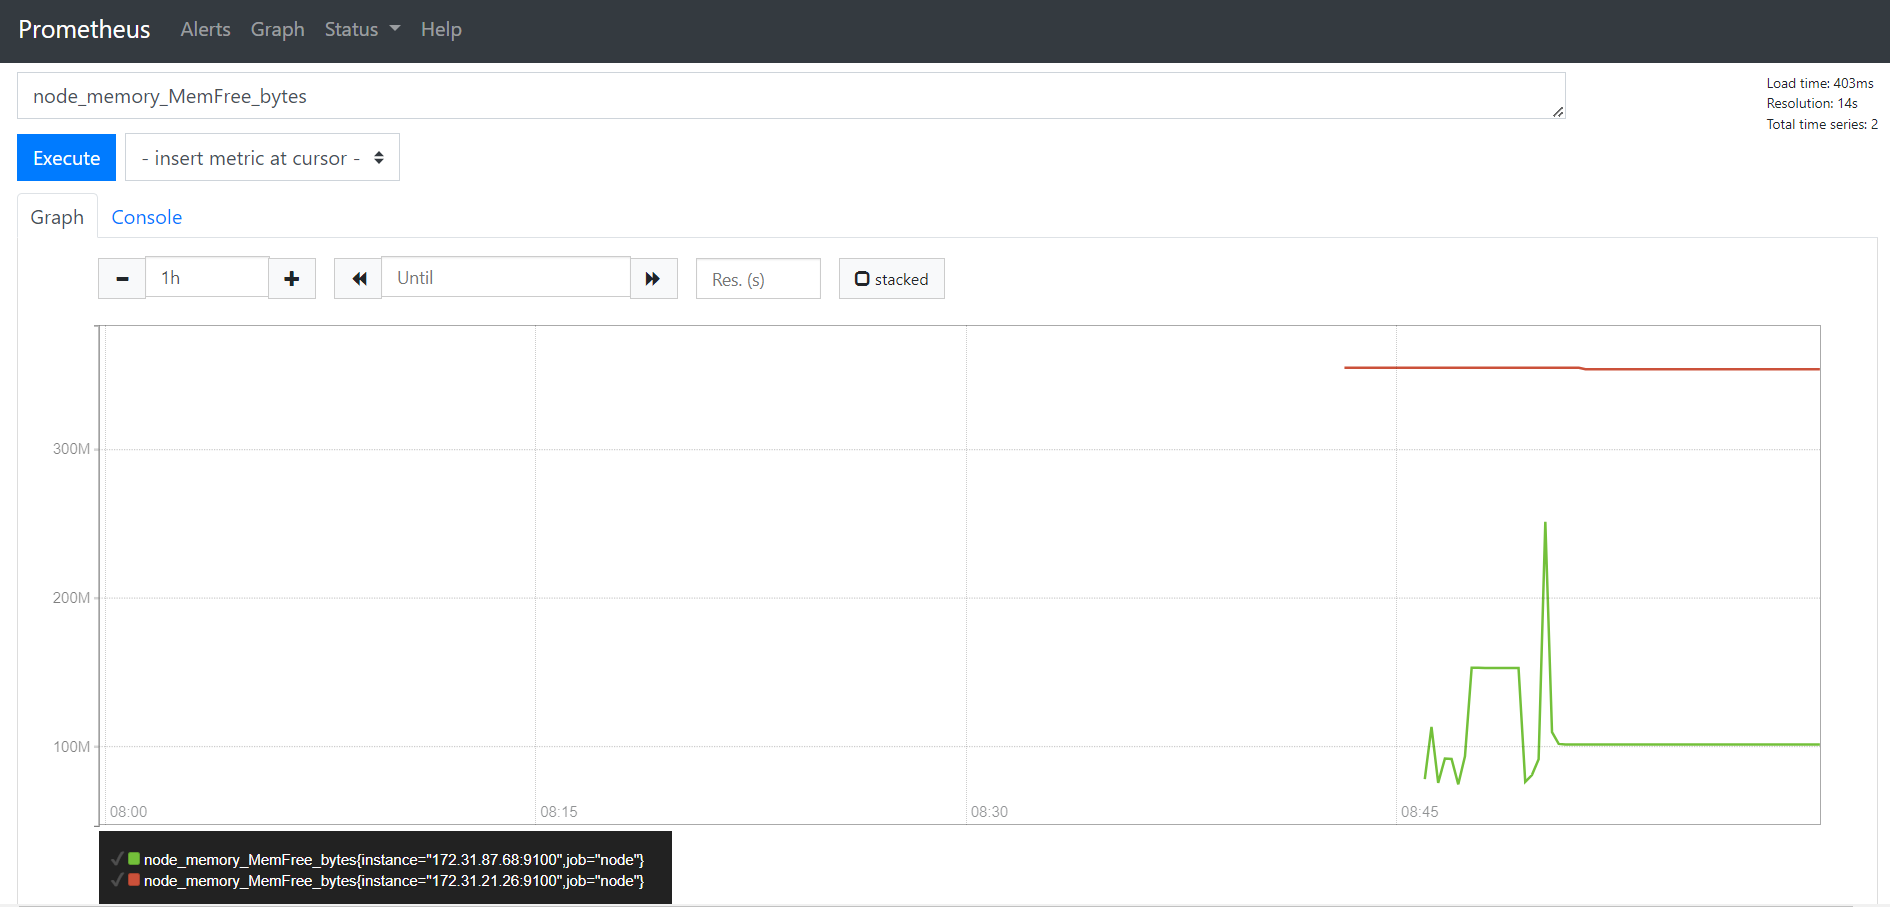 Prometheus Alerts Graph Status Help
node_memory_MemFree_bytes
Load time: 403ms
Resolution: 14s
Total time series: 2
Execute - insert metric at cursor -
Graph Console
1h Until Res. (s) stacked
300M
200M
100M
08:00 08:15 08:30 08:45
node_memory_MemFree_bytes{instance="172.31.87.68:9100",job="node"}
node_memory_MemFree_bytes{instance="172.31.21.26:9100",job="node"}